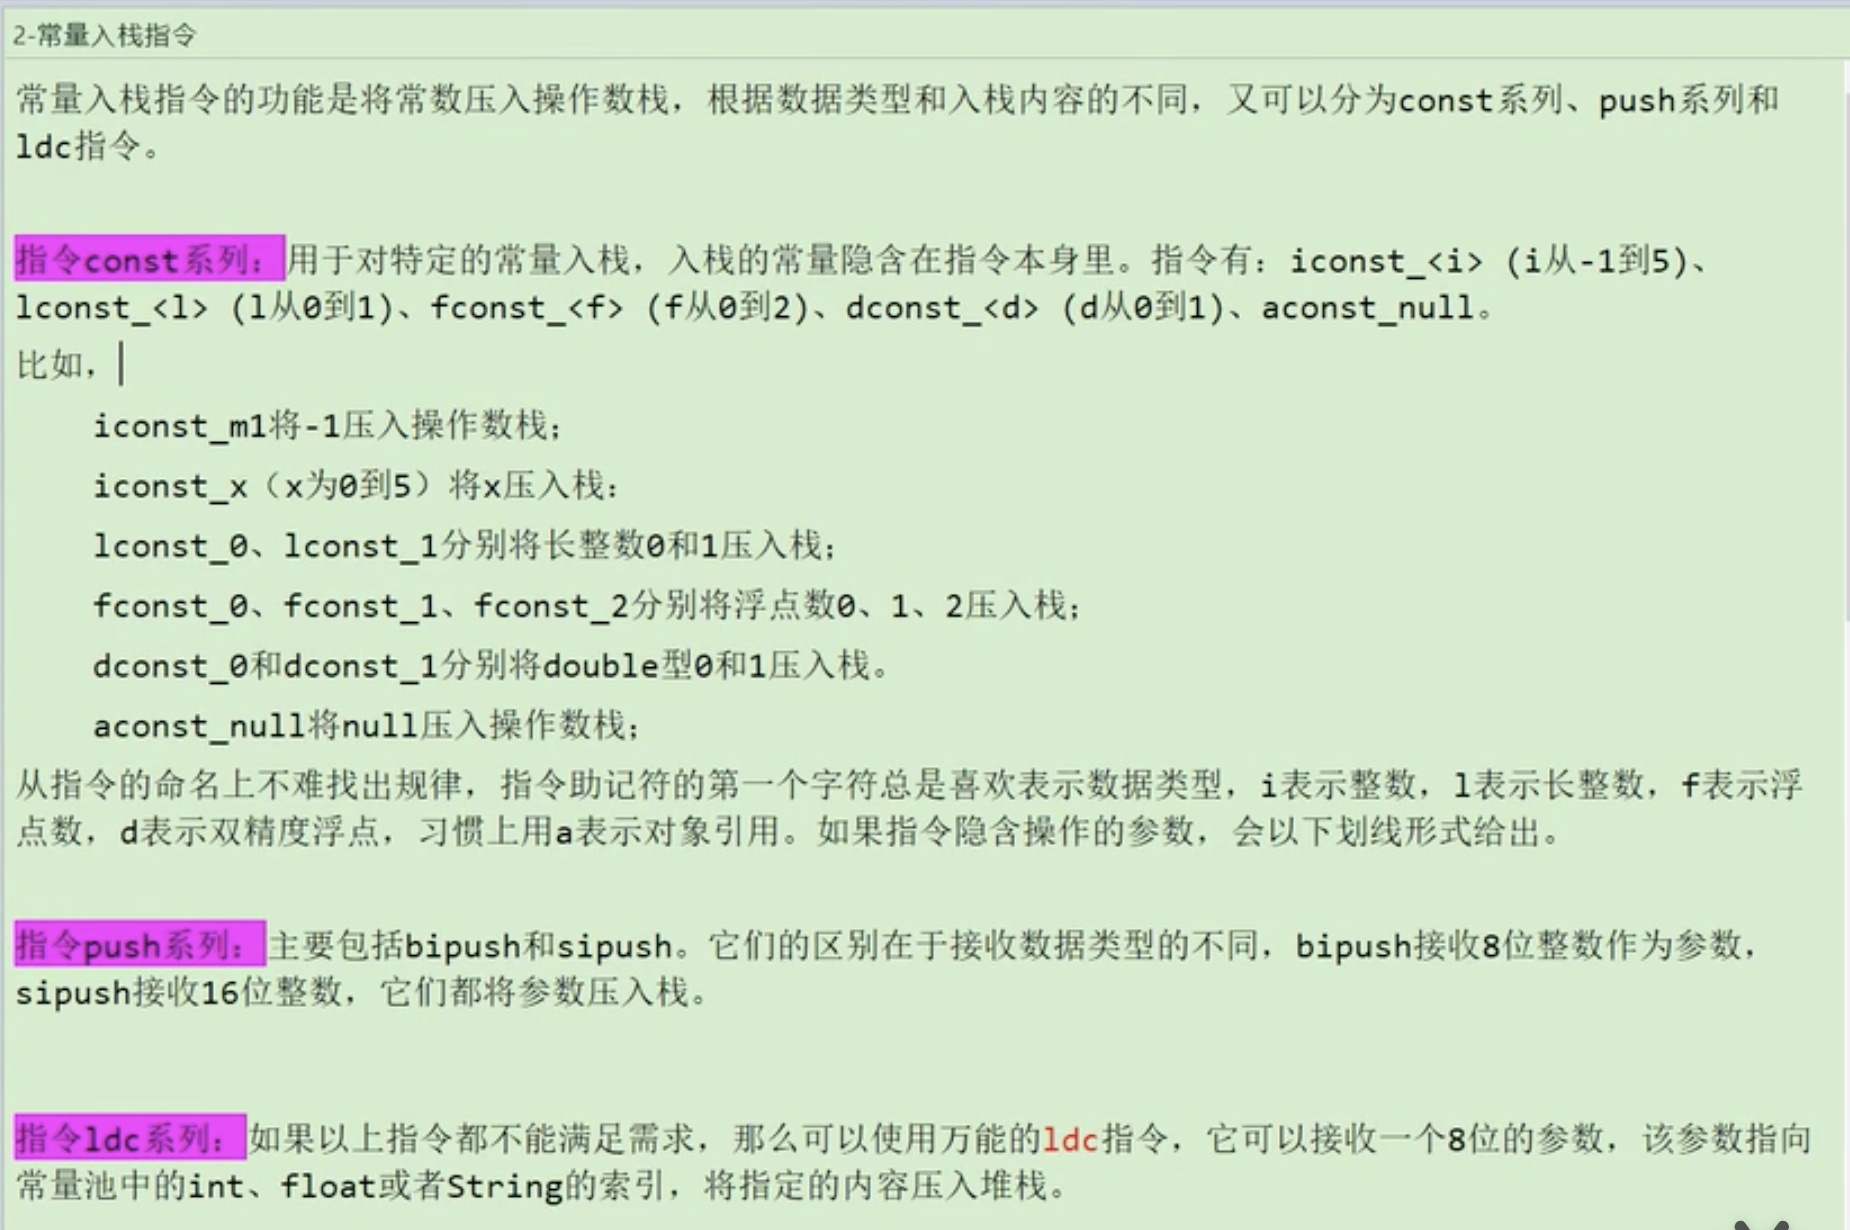 2-常量入栈指令
常量入栈指令的功能是将常数压入操作数栈，根据数据类型和入栈内容的不同，又可以分为const系列、push系列和
ldc指令。
指令const系列：用于对特定的常量入栈，入栈的常量隐含在指令本身里。指令有：iconst_<i> (i从-1到5)、
lconst_<l> (l从0到1)、fconst_<f> (f从0到2)、dconst_<d> (d从0到1)、aconst_null。
比如，
iconst_m1将-1压入操作数栈；
iconst_x（x为0到5）将x压入栈：
lconst_0、lconst_1分别将长整数0和1压入栈；
fconst_0、fconst_1、fconst_2分别将浮点数0、1、2压入栈；
dconst_0和dconst_1分别将double型0和1压入栈。
aconst_null将null压入操作数栈；
从指令的命名上不难找出规律，指令助记符的第一个字符总是喜欢表示数据类型，i表示整数，l表示长整数，f表示浮
点数，d表示双精度浮点，习惯上用a表示对象引用。如果指令隐含操作的参数，会以下划线形式给出。
指令push系列：主要包括bipush和sipush。它们的区别在于接收数据类型的不同，bipush接收8位整数作为参数，
sipush接收16位整数，它们都将参数压入栈。
指令ldc系列：如果以上指令都不能满足需求，那么可以使用万能的ldc指令，它可以接收一个8位的参数，该参数指向
常量池中的int、float或者String的索引，将指定的内容压入堆栈。